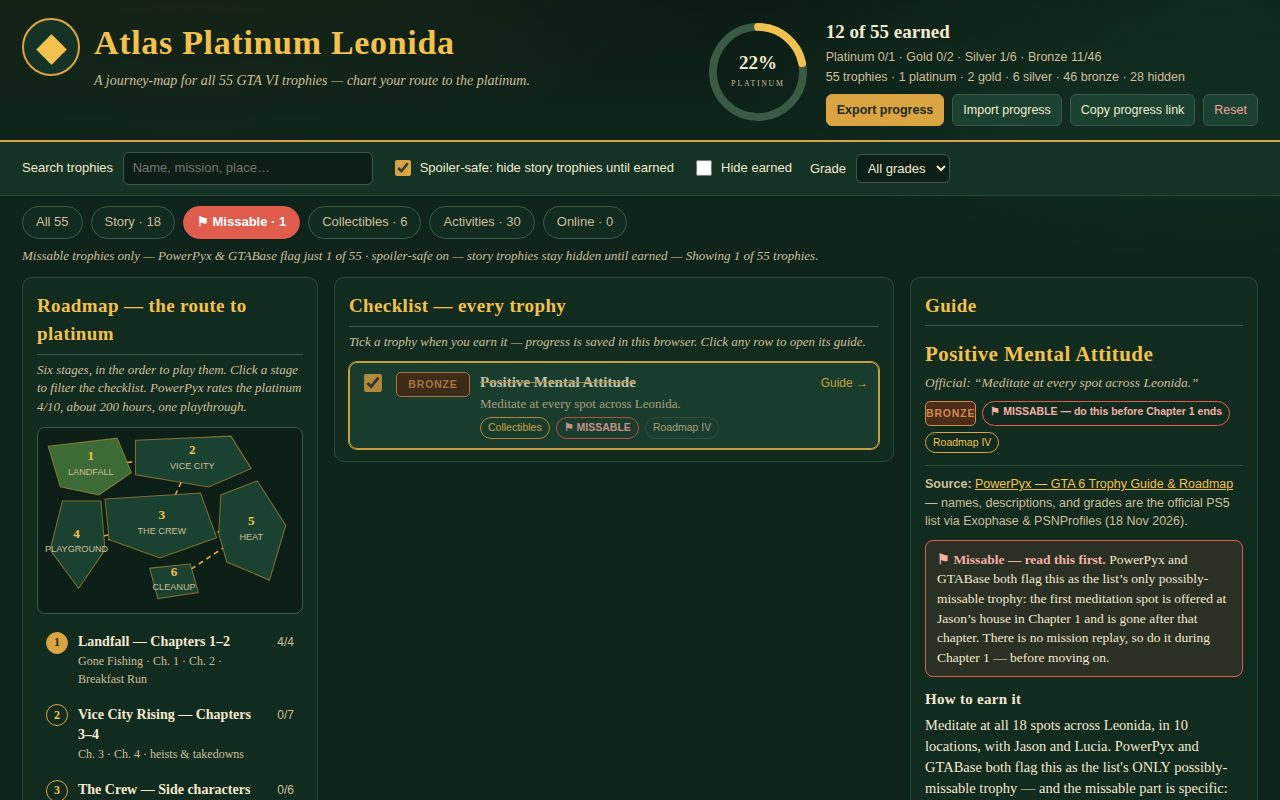 Atlas Platinum Leonida
A journey-map for all 55 GTA VI trophies — chart your route to the platinum.
22%
PLATINUM
12 of 55 earned
Platinum 0/1 · Gold 0/2 · Silver 1/6 · Bronze 11/46
55 trophies · 1 platinum · 2 gold · 6 silver · 46 bronze · 28 hidden
Export progress
Import progress
Copy progress link
Reset
Search trophies
Name, mission, place…
Spoiler-safe: hide story trophies until earned
Hide earned
Grade
All grades
All 55
Story · 18
⚑ Missable · 1
Collectibles · 6
Activities · 30
Online · 0
Missable trophies only — PowerPyx & GTABase flag just 1 of 55 · spoiler-safe on — story trophies stay hidden until earned — Showing 1 of 55 trophies.
Roadmap — the route to
platinum
Six stages, in the order to play them. Click a stage
to filter the checklist. PowerPyx rates the platinum
4/10, about 200 hours, one playthrough.
1
LANDFALL
2
VICE CITY
3
THE CREW
4
PLAYGROUND
5
HEAT
6
CLEANUP
1
Landfall — Chapters 1–2
4/4
Gone Fishing · Ch. 1 · Ch. 2 ·
Breakfast Run
2
Vice City Rising — Chapters
3–4
0/7
Ch. 3 · Ch. 4 · heists & takedowns
3
The Crew — Side characters
0/6
Checklist — every trophy
Tick a trophy when you earn it — progress is saved in this browser. Click any row to open its guide.
BRONZE
Positive Mental Attitude
Guide →
Meditate at every spot across Leonida.
Collectibles
⚑ MISSABLE
Roadmap IV
Guide
Positive Mental Attitude
Official: “Meditate at every spot across Leonida.”
BRONZE
⚑ MISSABLE — do this before Chapter 1 ends
Roadmap IV
Source: PowerPyx — GTA 6 Trophy Guide & Roadmap
— names, descriptions, and grades are the official PS5
list via Exophase & PSNProfiles (18 Nov 2026).
⚑ Missable — read this first. PowerPyx and
GTABase both flag this as the list’s only possibly-
missable trophy: the first meditation spot is offered at
Jason’s house in Chapter 1 and is gone after that
chapter. There is no mission replay, so do it during
Chapter 1 — before moving on.
How to earn it
Meditate at all 18 spots across Leonida, in 10
locations, with Jason and Lucia. PowerPyx and
GTABase both flag this as the list's ONLY possibly-
missable trophy — and the missable part is specific: